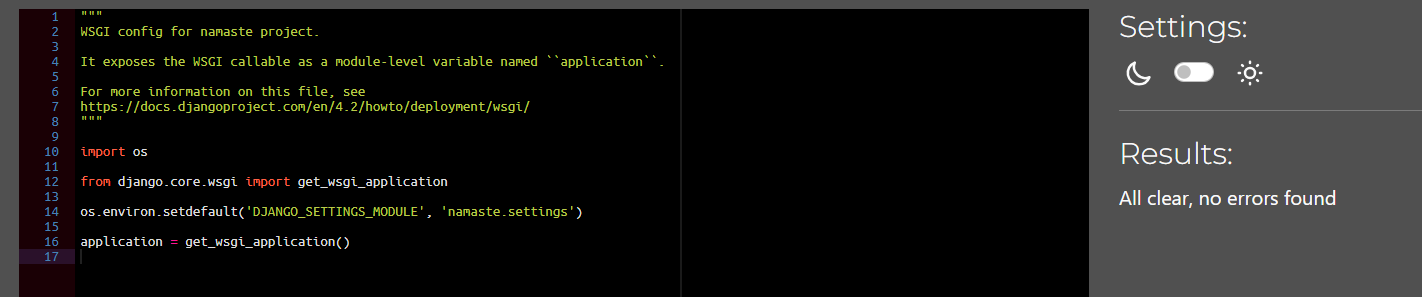 1 """
2 WSGI config for namaste project.
3
4 It exposes the WSGI callable as a module-level variable named ``application``.
5
6 For more information on this file, see
7 https://docs.djangoproject.com/en/4.2/howto/deployment/wsgi/
8 """
9
10 import os
11
12 from django.core.wsgi import get_wsgi_application
13
14 os.environ.setdefault('DJANGO_SETTINGS_MODULE', 'namaste.settings')
15
16 application = get_wsgi_application()
17
Settings:
Results:
All clear, no errors found